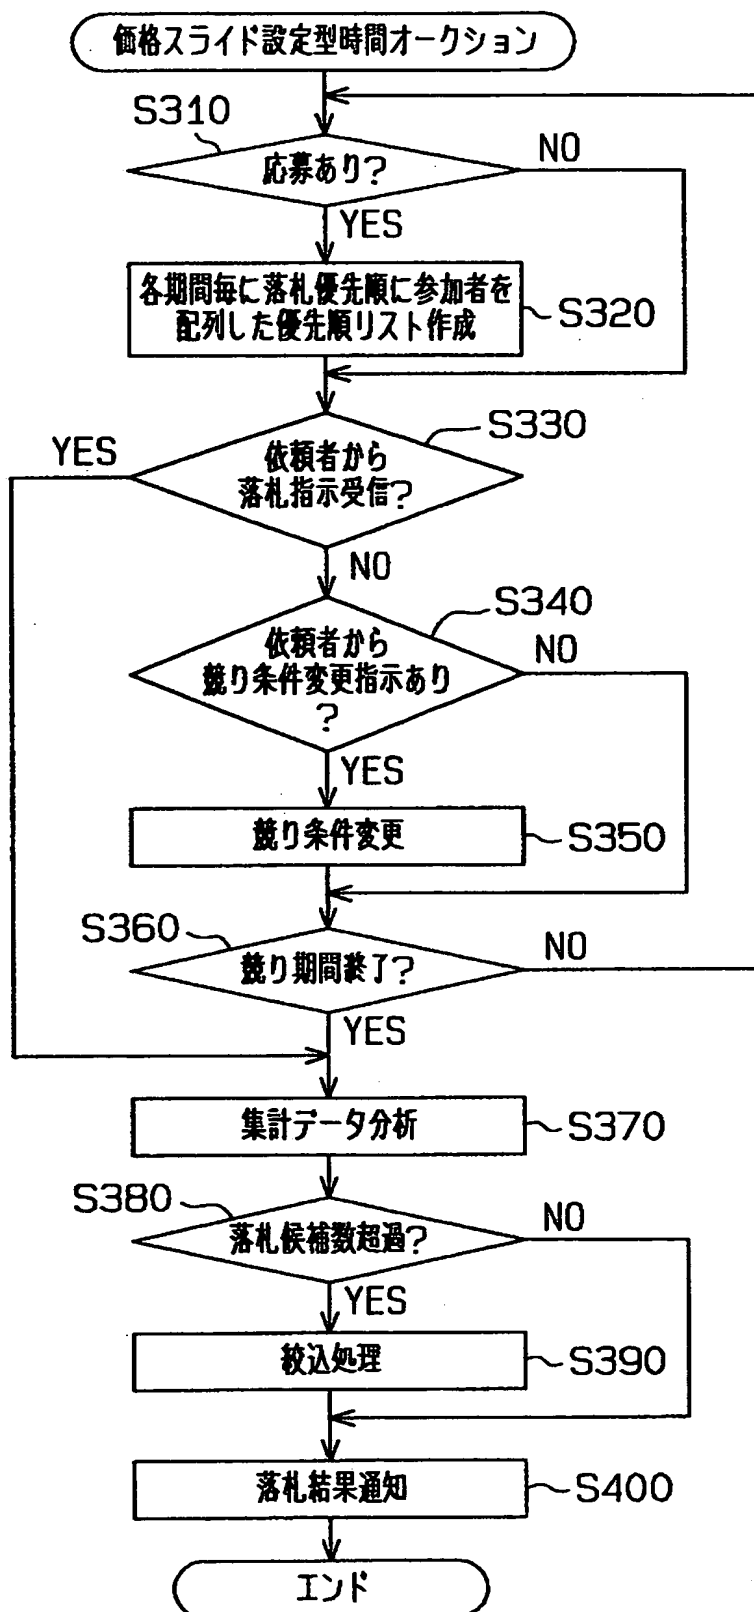 価格スライド設定型時間オークション
S310
応募あり?
NO
YES
各期間毎に落札優先順に参加者を
配列した優先順リスト作成
S320
S330
YES
依頼者から
落札指示受信?
NO
S340
依頼者から
競り条件変更指示あり
?
NO
YES
競り条件変更
S350
S360
競り期間終了?
NO
YES
集計データ分析
S370
S380
落札候補数超過?
NO
YES
絞込処理
S390
落札結果通知
S400
エンド